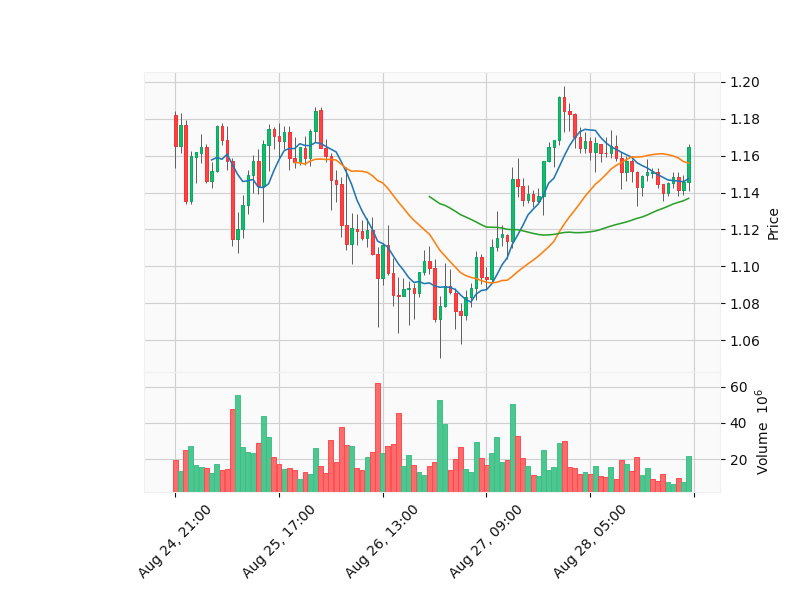 1.20
1.18
1.16
1.14
1.12
1.10
1.08
1.06
Price
60
40
20
Volume 10⁶
Aug 24, 21:00
Aug 25, 17:00
Aug 26, 13:00
Aug 27, 09:00
Aug 28, 05:00